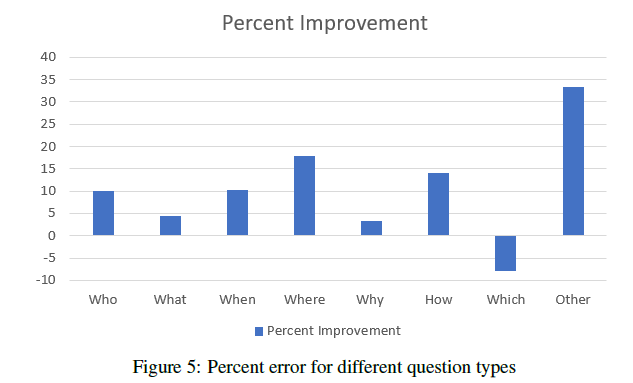 Percent Improvement
40
35
30
25
20
15
10
5
0
-5
-10
Who What When Where Why How Which Other
Percent Improvement
Figure 5: Percent error for different question types